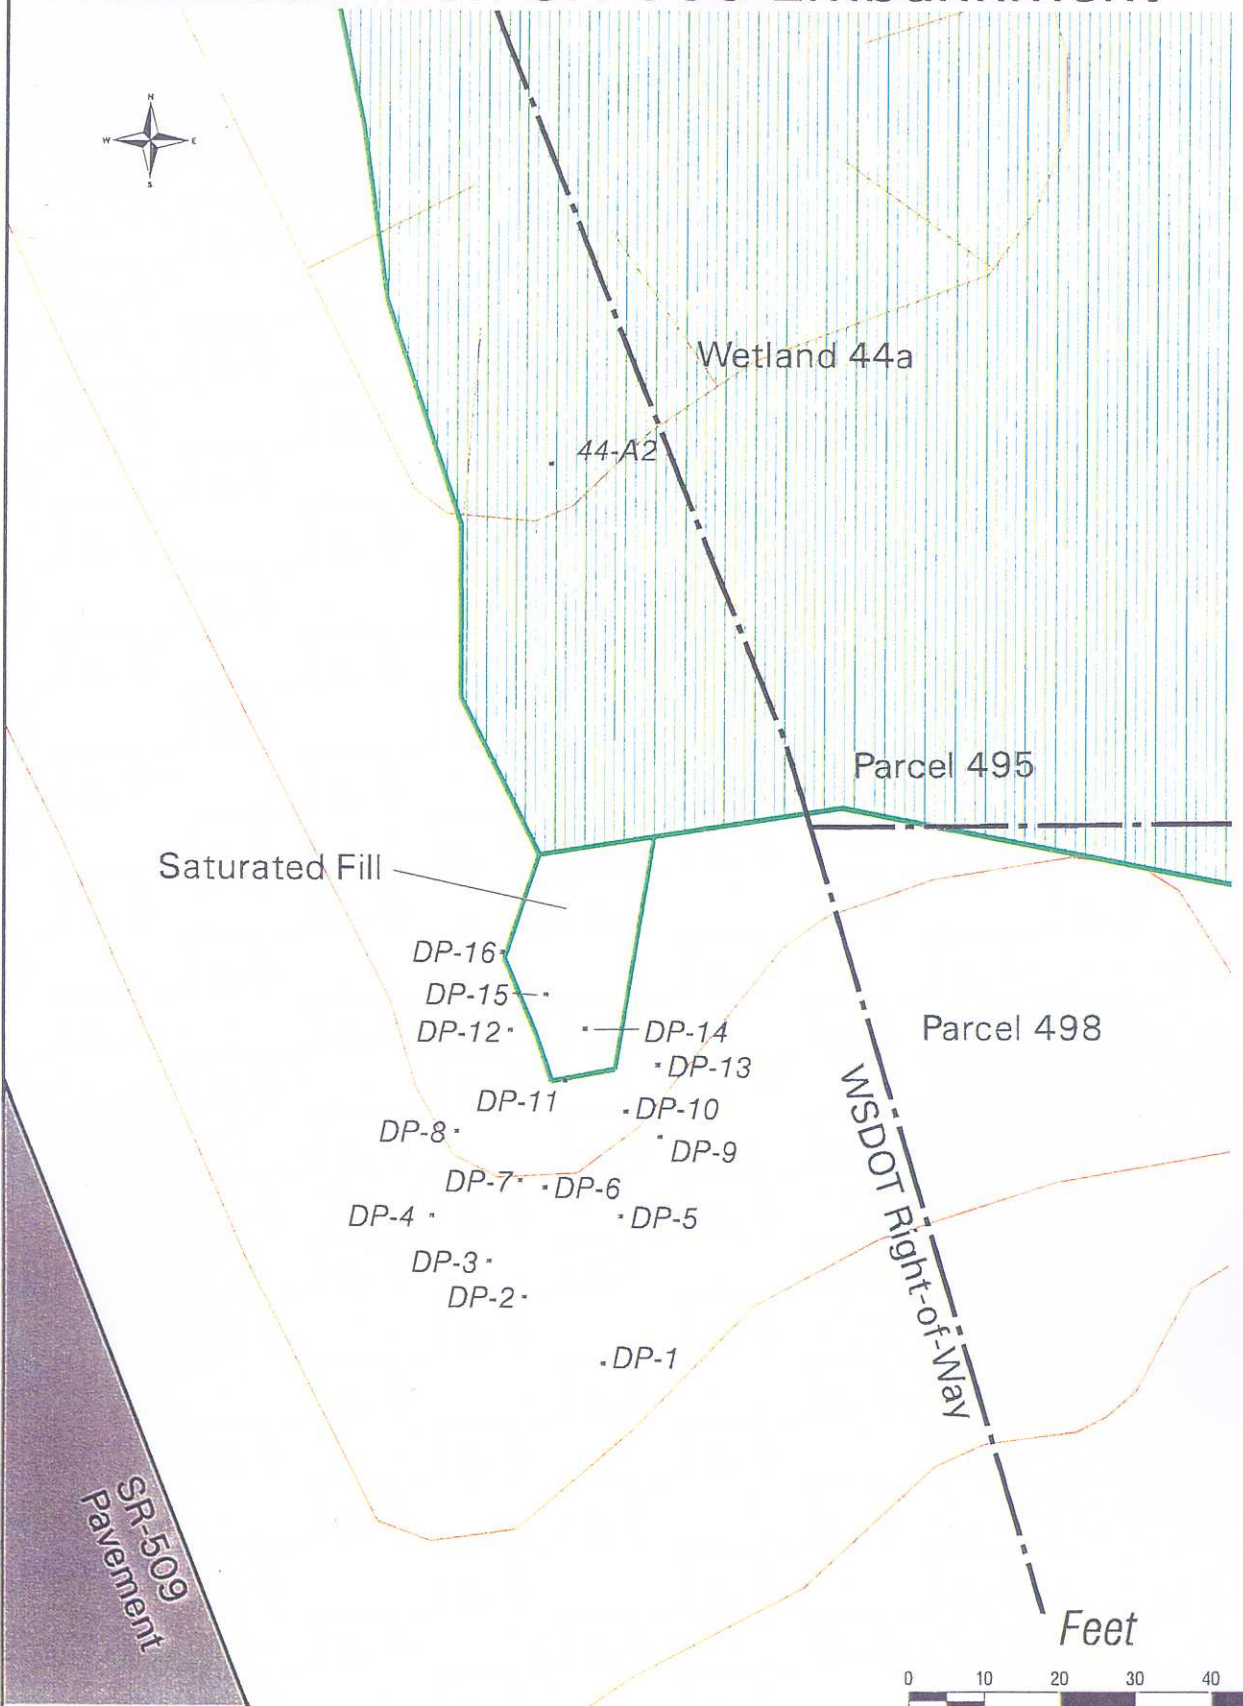 N
W E
S
Wetland 44a
44-A2
Parcel 495
Saturated Fill
DP-16
DP-15
DP-12
DP-14
Parcel 498
DP-13
DP-11
DP-10
DP-8
DP-9
DP-7
DP-6
DP-4
DP-5
DP-3
DP-2
DP-1
WSDOT Right-of-Way
SR-509
Pavement
Feet
0 10 20 30 40